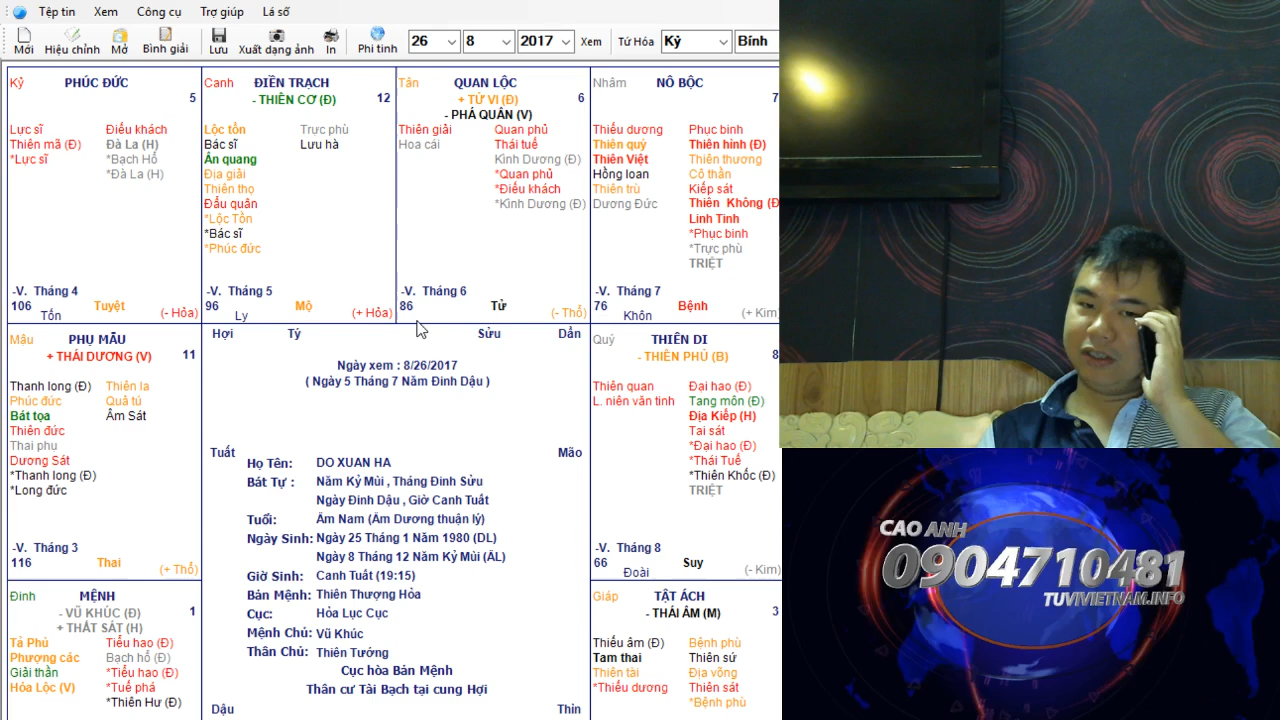 Tệp tin Xem Công cụ Trợ giúp Lá số
Mới Hiệu chỉnh Mở Bình giải Lưu Xuất dạng ảnh In Phi tinh 26 8 2017 Xem Tứ Hóa Kỷ Bính
Kỷ PHÚC ĐỨC 5
Lực sĩ Điếu khách
Thiên mã (Đ) Đà La (H)
*Lực sĩ *Bạch Hổ
*Đà La (H)
-V. Tháng 4
106 Tuyệt (- Hỏa)
Tốn
Canh ĐIỀN TRẠCH 12
- THIÊN CƠ (Đ)
Lộc tồn Trực phù
Bác sĩ Lưu hà
Ân quang
Địa giải
Thiên thọ
Đẩu quân
*Lộc Tồn
*Bác sĩ
*Phúc đức
-V. Tháng 5
96 Mộ (+ Hỏa)
Ly
Tân QUAN LỘC 6
+ TỬ VI (Đ)
- PHÁ QUÂN (V)
Thiên giải Quan phủ
Hoa cái Thái tuế
Kình Dương (Đ)
*Quan phủ
*Điếu khách
*Kình Dương (Đ)
-V. Tháng 6
86 Tử (- Thổ)
Nhâm NÔ BỘC 7
Thiếu dương Phục binh
Thiên quý Thiên hình (Đ)
Thiên Việt Thiên thương
Hồng loan Cô thần
Thiên trù Kiếp sát
Dương Đức Thiên Không (Đ
Linh Tinh
*Phục binh
*Trực phù
TRIỆT
-V. Tháng 7
76 Bệnh (+ Kim)
Khôn
Mậu PHỤ MẪU 11
+ THÁI DƯƠNG (V)
Thanh long (Đ) Thiên la
Phúc đức Quả tú
Bát tọa Âm Sát
Thiên đức
Thai phụ
Dương Sát
*Thanh long (Đ)
*Long đức
-V. Tháng 3
116 Thai (+ Thổ)
Hợi Tý Sửu Dần
Ngày xem : 8/26/2017
( Ngày 5 Tháng 7 Năm Đinh Dậu )
Tuất Mão
Họ Tên: DO XUAN HA
Bát Tự : Năm Kỷ Mùi , Tháng Đinh Sửu
Ngày Đinh Dậu , Giờ Canh Tuất
Tuổi: Âm Nam (Âm Dương thuận lý)
Ngày Sinh: Ngày 25 Tháng 1 Năm 1980 (DL)
Ngày 8 Tháng 12 Năm Kỷ Mùi (ÂL)
Giờ Sinh: Canh Tuất (19:15)
Bản Mệnh: Thiên Thượng Hỏa
Cục: Hỏa Lục Cục
Mệnh Chủ: Vũ Khúc
Thân Chủ: Thiên Tướng
Cục hòa Bản Mệnh
Thân cư Tài Bạch tại cung Hợi
Dậu Thìn
Quý THIÊN DI 8
- THIÊN PHỦ (B)
Thiên quan Đại hao (Đ)
L. niên văn tinh Tang môn (Đ)
Địa Kiếp (H)
Tai sát
*Đại hao (Đ)
*Thái Tuế
*Thiên Khốc (Đ)
TRIỆT
-V. Tháng 8
66 Suy (- Kim)
Đoài
Đinh MỆNH 1
- VŨ KHÚC (Đ)
+ THẤT SÁT (H)
Tả Phù Tiểu hao (Đ)
Phượng các Bạch hổ (Đ)
Giải thần *Tiểu hao (Đ)
Hóa Lộc (V) *Tuế phá
*Thiên Hư (Đ)
Giáp TẬT ÁCH 3
- THÁI ÂM (M)
Thiếu âm (Đ) Bệnh phù
Tam thai Thiên sứ
Thiên tài Địa võng
*Thiếu dương Thiên sát
*Bệnh phù
CAO ANH
0904710481
TUVIVIETNAM.INFO